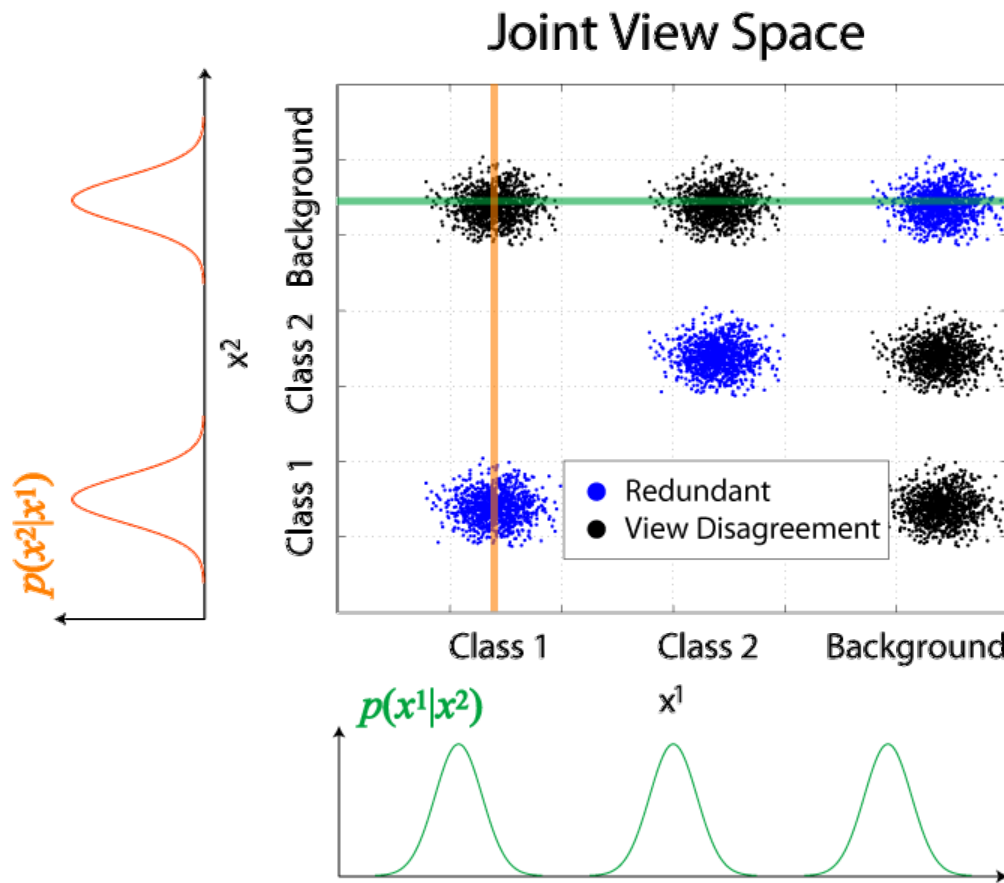 Joint View Space
Background
Class 2
Class 1
x²
p(x²|x¹)
Redundant
View Disagreement
Class 1
Class 2
Background
x¹
p(x¹|x²)